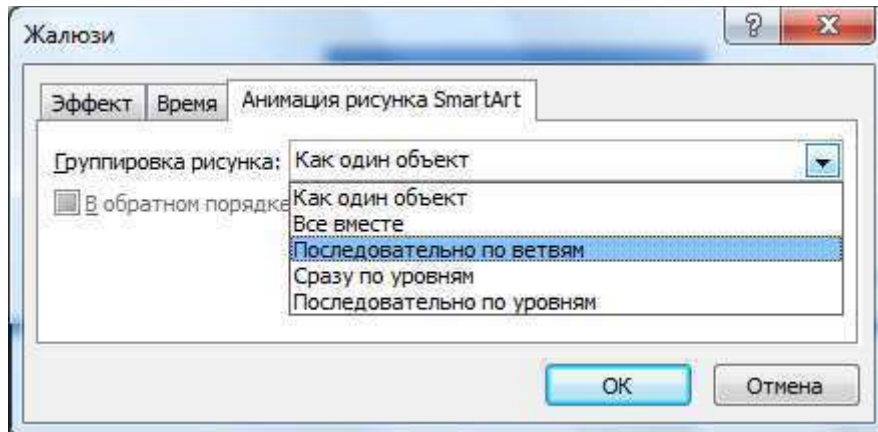 Жалюзи
Эффект Время Анимация рисунка SmartArt
Группировка рисунка: Как один объект
В обратном порядке
Как один объект
Все вместе
Последовательно по ветвям
Сразу по уровням
Последовательно по уровням
ОК Отмена